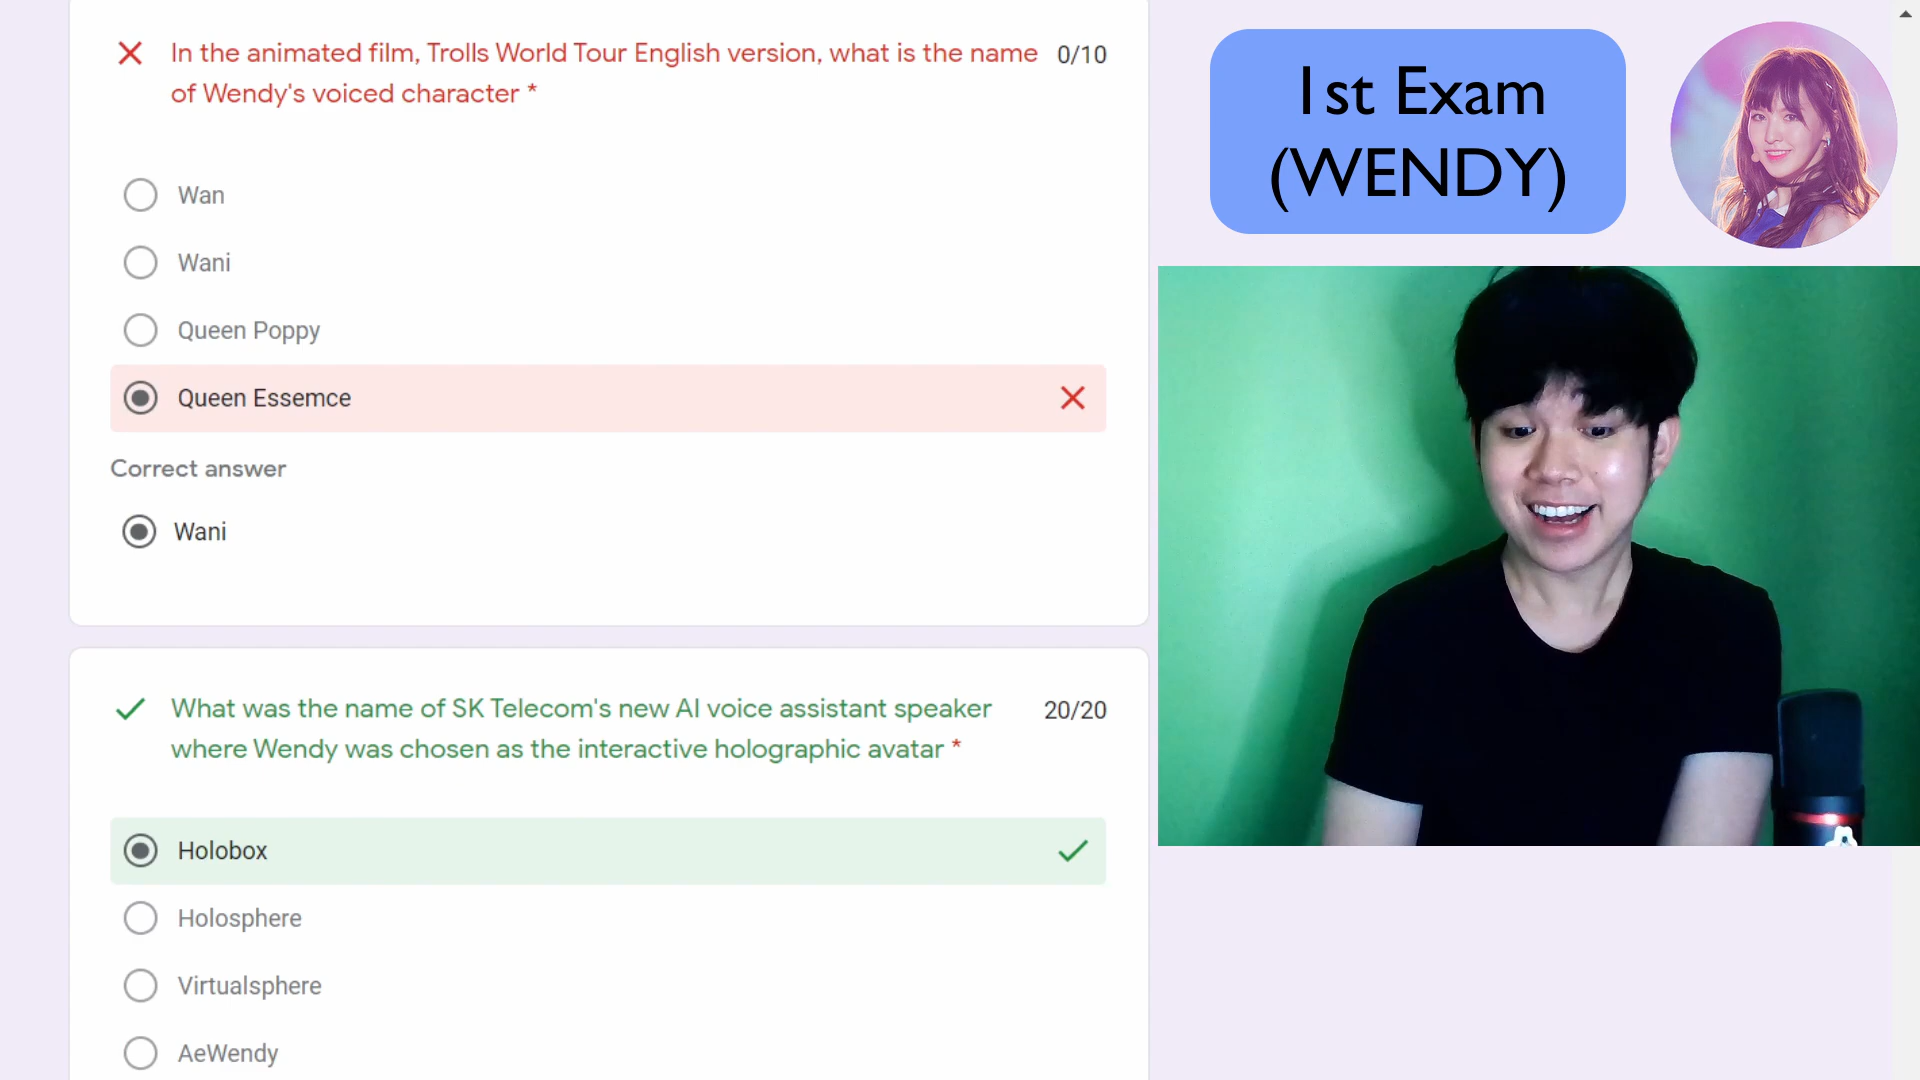 In the animated film, Trolls World Tour English version, what is the name 0/10
of Wendy's voiced character *
Wan
Wani
Queen Poppy
Queen Essemce
Correct answer
Wani
What was the name of SK Telecom's new AI voice assistant speaker 20/20
where Wendy was chosen as the interactive holographic avatar *
Holobox
Holosphere
Virtualsphere
AeWendy
1st Exam
(WENDY)